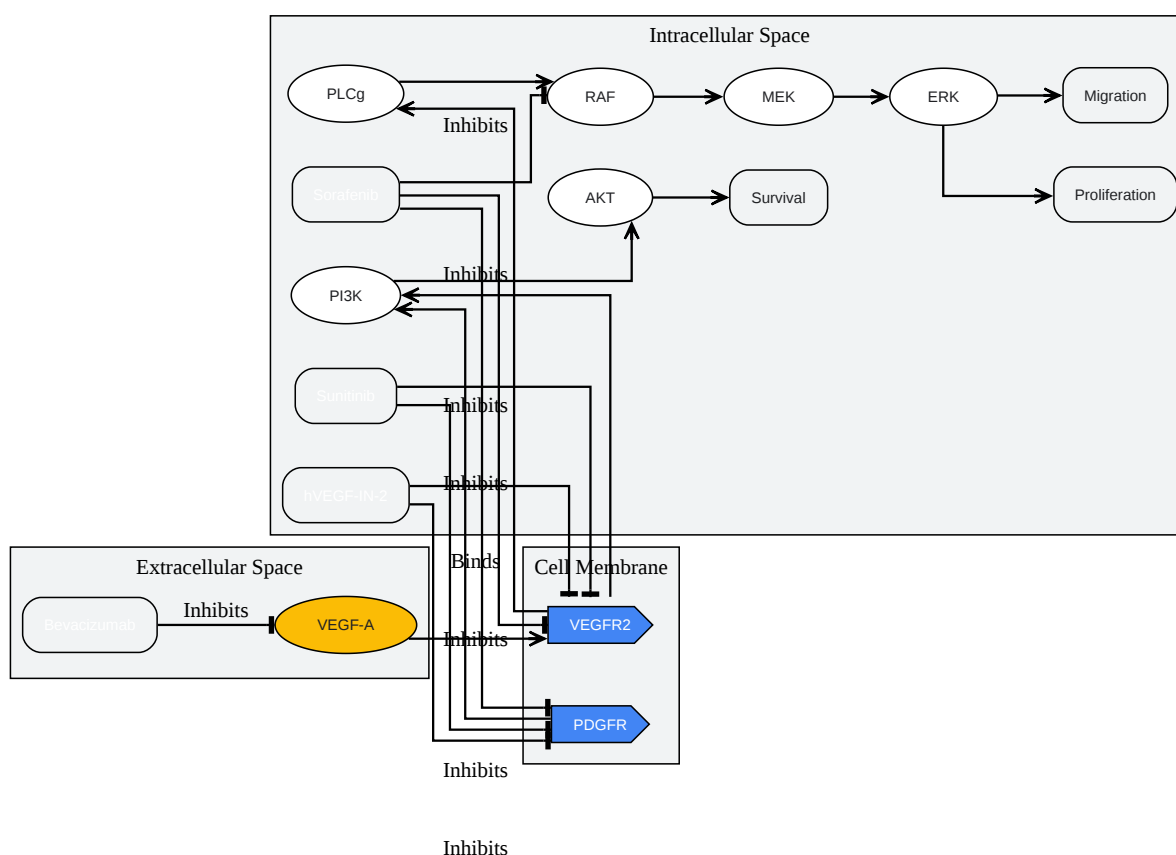 Intracellular Space
PLCg
RAF
MEK
ERK
Migration
Inhibits
Sorafenib
AKT
Survival
Proliferation
Inhibits
PI3K
Sunitinib
Inhibits
Inhibits
hVEGF-IN-2
Binds
Extracellular Space
Cell Membrane
Inhibits
Bevacizumab
VEGF-A
VEGFR2
Inhibits
PDGFR
Inhibits
Inhibits